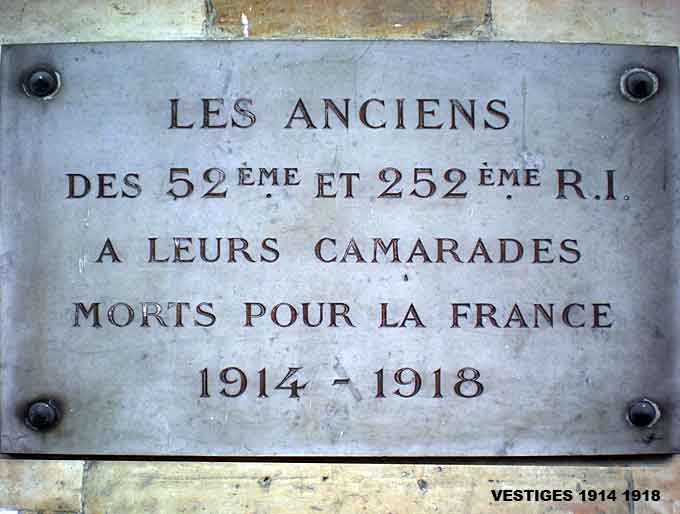 LES ANCIENS
DES 52ÈME ET 252ÈME R.I.
A LEURS CAMARADES
MORTS POUR LA FRANCE
1914 - 1918
VESTIGES 1914 1918